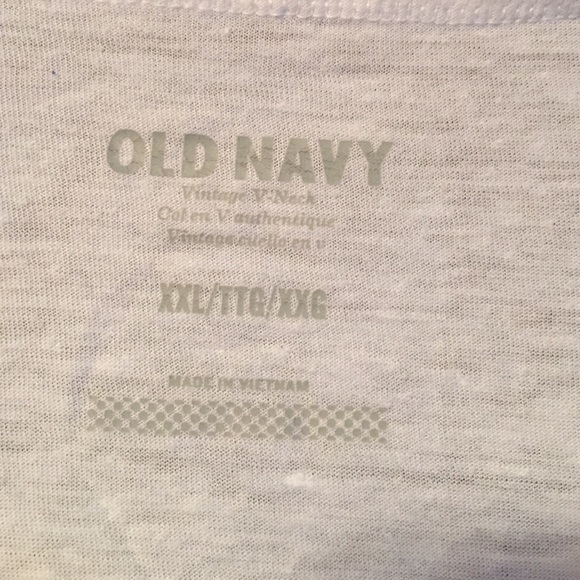 OLD NAVY
Vintage V-Neck
Col en V authentique
Vintage cuello en v
XXL/TTG/XXG
MADE IN VIETNAM